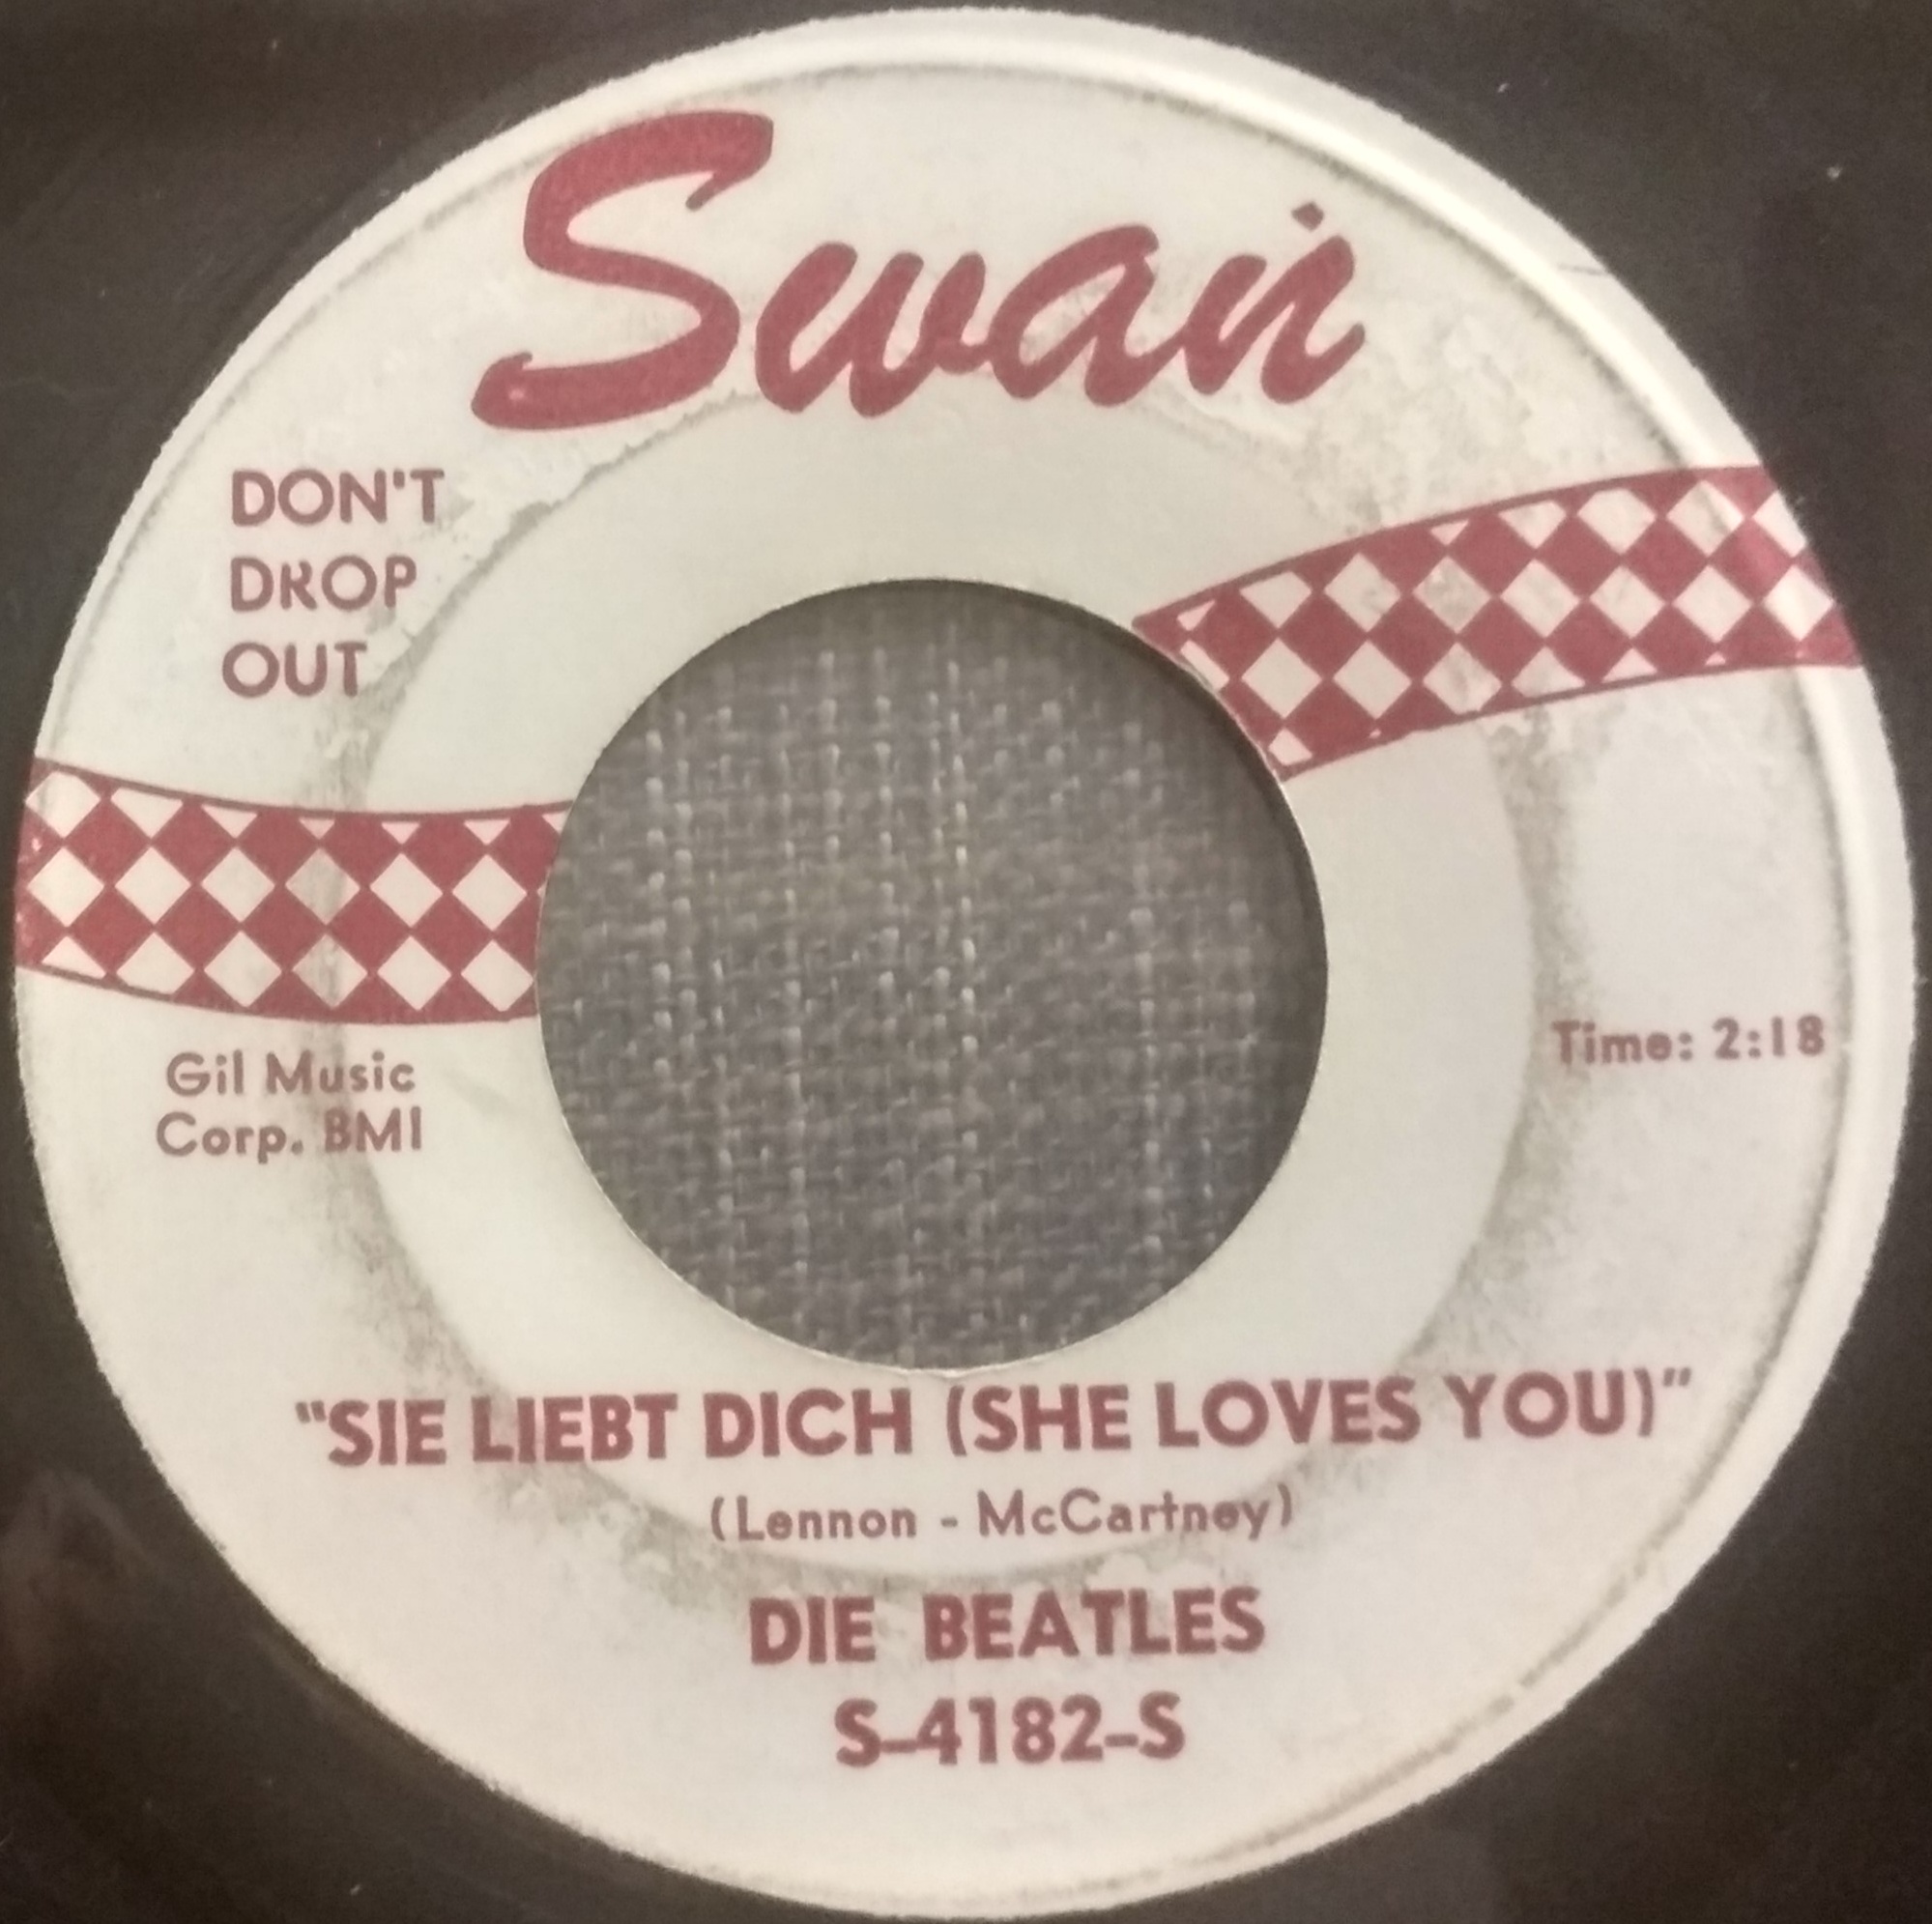 Swan
DON'T
DROP
OUT
Gil Music
Corp. BMI
Time: 2:18
"SIE LIEBT DICH (SHE LOVES YOU)"
(Lennon - McCartney)
DIE BEATLES
S-4182-S